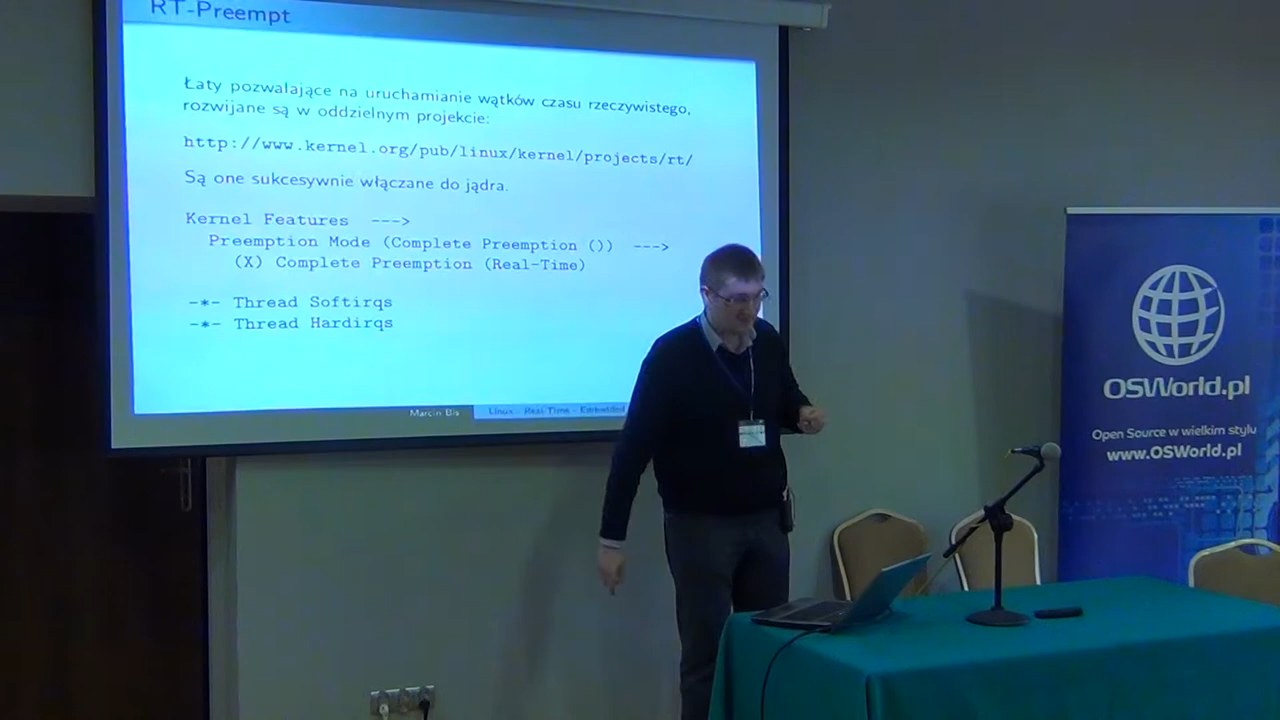 RT-Preempt
Łaty pozwalające na uruchamianie wątków czasu rzeczywistego,
rozwijane są w oddzielnym projekcie:
http://www.kernel.org/pub/linux/kernel/projects/rt/
Są one sukcesywnie włączane do jądra.
Kernel Features --->
Preemption Mode (Complete Preemption ()) --->
(X) Complete Preemption (Real-Time)
-*- Thread Softirqs
-*- Thread Hardirqs
Marcin Bis
Linux - Real-Time - Embedded
OSWorld.pl
Open Source w wielkim stylu
www.OSWorld.pl